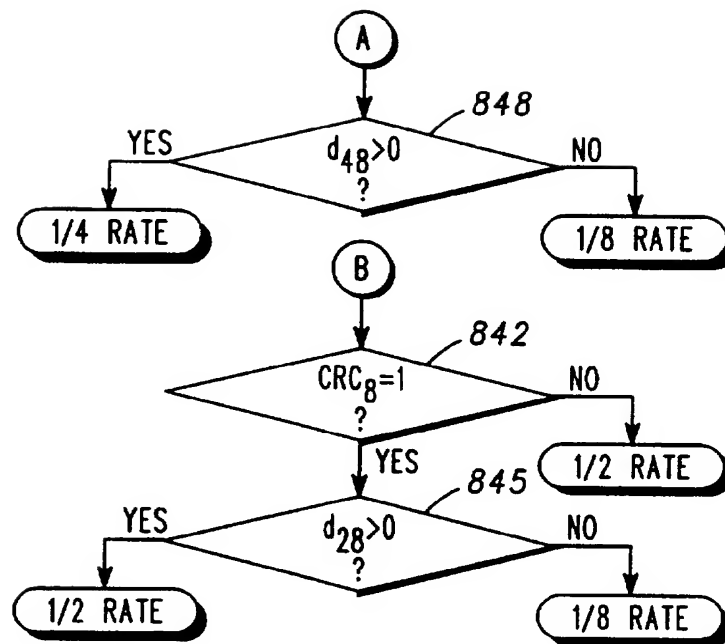 A
848
YES
d48>0
?
NO
1/4 RATE
1/8 RATE
B
842
CRC8=1
?
NO
YES
1/2 RATE
845
YES
d28>0
?
NO
1/2 RATE
1/8 RATE